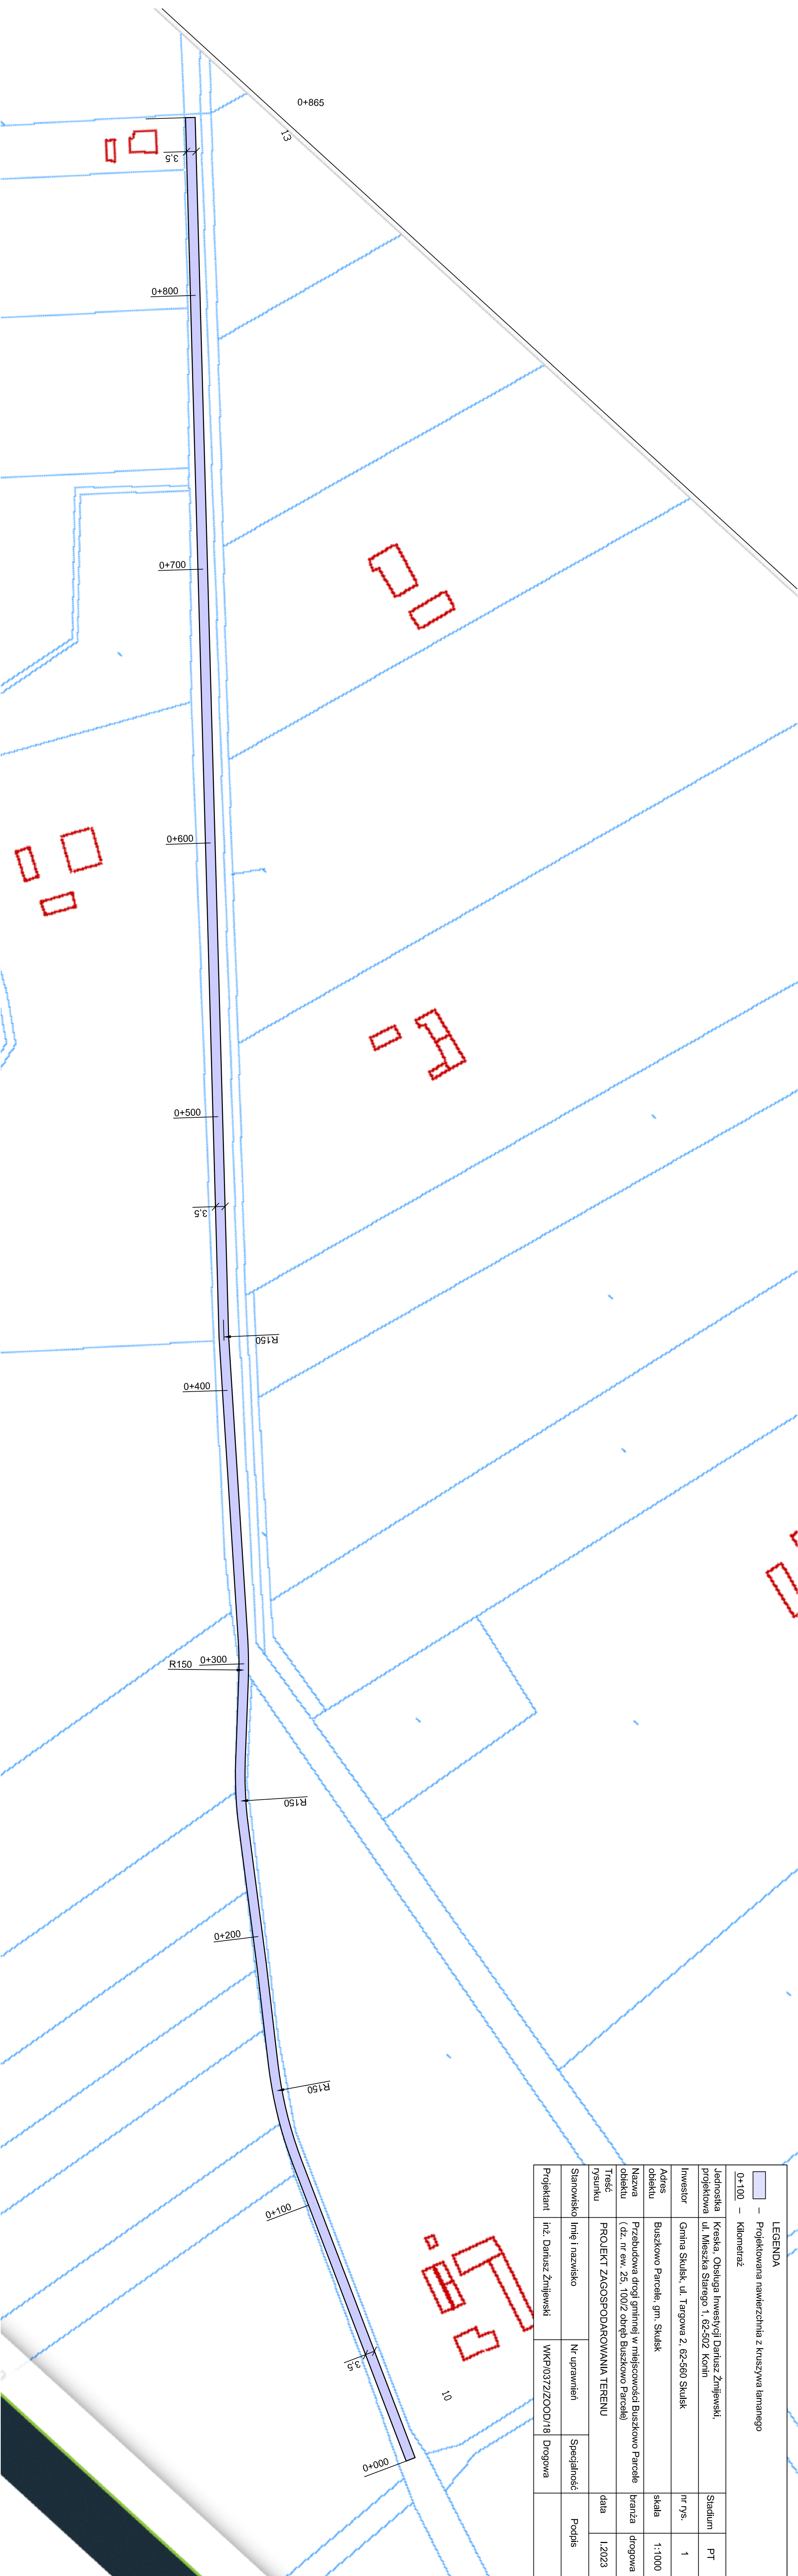 0+865
13
3,5
0+800
0+700
0+600
0+500
3,5
R150
0+400
0+300
R150
R150
0+200
R150
0+100
3,5
10
0+000
LEGENDA
– Projektowana nawierzchnia z kruszywa łamanego
0+100 – Kilometraż
Jednostka projektowa Kreska, Obsługa Inwestycji Dariusz Żmijewski,
ul. Mieszka Starego 1, 62-502 Konin
Stadium PT
Inwestor Gmina Skulsk, ul. Targowa 2, 62-560 Skulsk nr rys. 1
Adres obiektu Buszkowo Parcele, gm. Skulsk skala 1:1000
Nazwa obiektu Przebudowa drogi gminnej w miejscowości Buszkowo Parcele
( dz. nr ew. 25, 100/2 obręb Buszkowo Parcele)
branża drogowa
Treść rysunku PROJEKT ZAGOSPODAROWANIA TERENU data I.2023
Stanowisko Imię i nazwisko Nr uprawnień Specjalność Podpis
Projektant inż. Dariusz Żmijewski WKP/0372/ZOOD/18 Drogowa